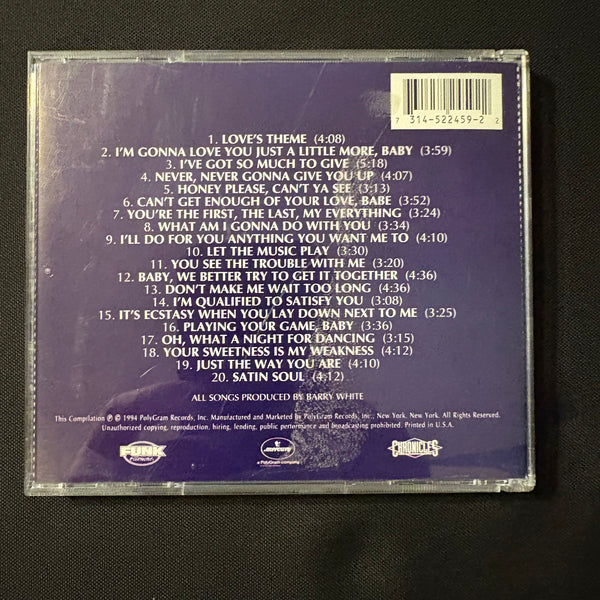 7 314-522459-2 2
1. LOVE'S THEME (4:08)
2. I'M GONNA LOVE YOU JUST A LITTLE MORE, BABY (3:59)
3. I'VE GOT SO MUCH TO GIVE (5:18)
4. NEVER, NEVER GONNA GIVE YOU UP (4:07)
5. HONEY PLEASE, CAN'T YA SEE (3:13)
6. CAN'T GET ENOUGH OF YOUR LOVE, BABE (3:52)
7. YOU'RE THE FIRST, THE LAST, MY EVERYTHING (3:24)
8. WHAT AM I GONNA DO WITH YOU (3:34)
9. I'LL DO FOR YOU ANYTHING YOU WANT ME TO (4:10)
10. LET THE MUSIC PLAY (3:30)
11. YOU SEE THE TROUBLE WITH ME (3:20)
12. BABY, WE BETTER TRY TO GET IT TOGETHER (4:36)
13. DON'T MAKE ME WAIT TOO LONG (4:36)
14. I'M QUALIFIED TO SATISFY YOU (3:08)
15. IT'S ECSTASY WHEN YOU LAY DOWN NEXT TO ME (3:25)
16. PLAYING YOUR GAME, BABY (3:36)
17. OH, WHAT A NIGHT FOR DANCING (3:15)
18. YOUR SWEETNESS IS MY WEAKNESS (4:12)
19. JUST THE WAY YOU ARE (4:10)
20. SATIN SOUL (4:12)
ALL SONGS PRODUCED BY BARRY WHITE
This Compilation ℗ © 1994 PolyGram Records, Inc. Manufactured and Marketed by PolyGram Records, Inc., New York, New York. All Rights Reserved.
Unauthorized copying, reproduction, hiring, lending, public performance and broadcasting prohibited. Printed in U.S.A.
FUNK
mercury
a PolyGram company
CHRONICLES